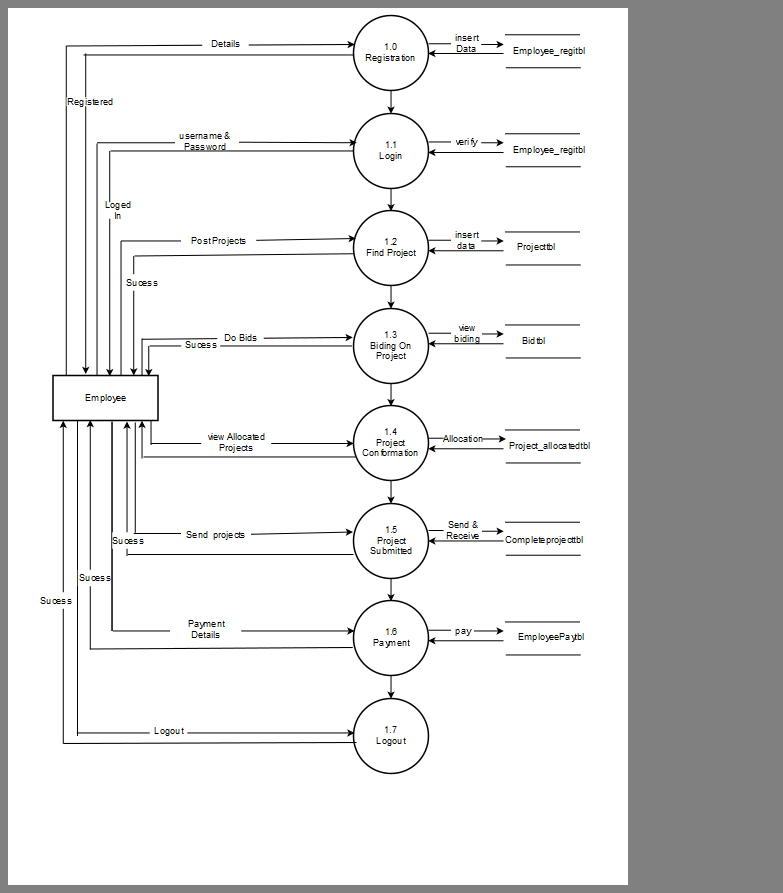 Details
1.0
Registration
insert
Data
Employee_regitbl
Registered
username &
Password
1.1
Login
verify
Employee_regitbl
Loged
In
Post Projects
1.2
Find Project
insert
data
Projecttbl
Sucess
Do Bids
Sucess
1.3
Biding On
Project
view
biding
Bidtbl
Employee
view Allocated
Projects
1.4
Project
Conformation
Allocation
Project_allocatedtbl
Send projects
Sucess
1.5
Project
Submitted
Send &
Receive
Completeprojecttbl
Sucess
Sucess
Payment
Details
1.6
Payment
pay
EmployeePaytbl
Logout
1.7
Logout